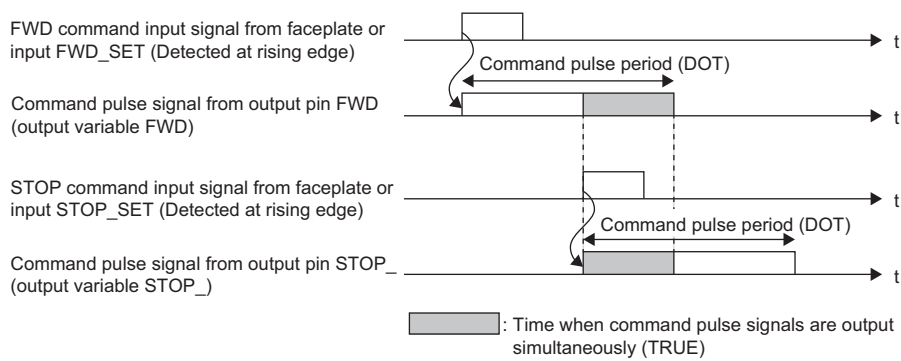 FWD command input signal from faceplate or
input FWD_SET (Detected at rising edge)
t
Command pulse period (DOT)
Command pulse signal from output pin FWD
(output variable FWD)
t
STOP command input signal from faceplate or
input STOP_SET (Detected at rising edge)
t
Command pulse period (DOT)
Command pulse signal from output pin STOP_
(output variable STOP_)
t
: Time when command pulse signals are output
simultaneously (TRUE)